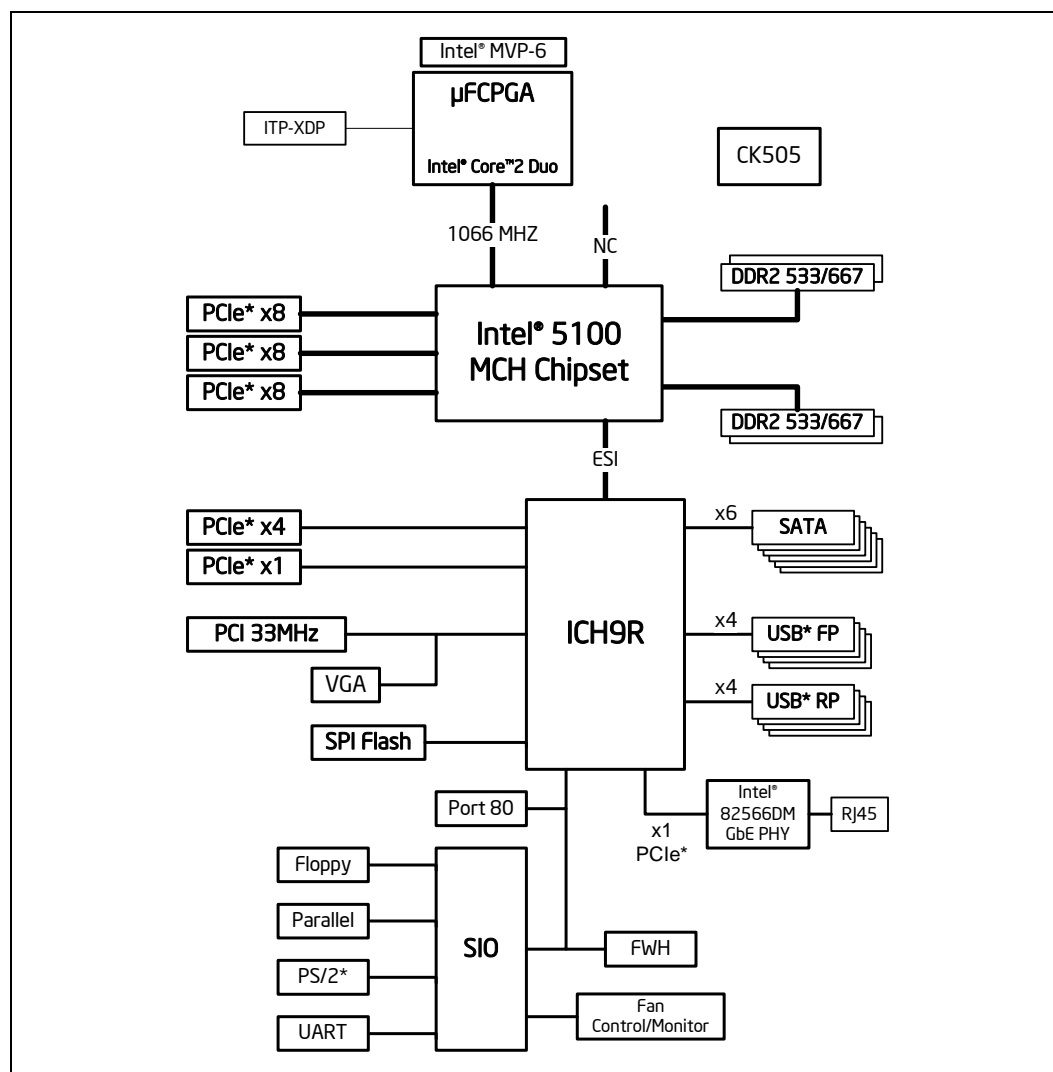 Intel® MVP-6
µFCPGA
ITP-XDP
Intel® Core™2 Duo
CK505
1066 MHZ
NC
DDR2 533/667
PCIe* x8
PCIe* x8
PCIe* x8
Intel® 5100
MCH Chipset
DDR2 533/667
ESI
PCIe* x4
PCIe* x1
x6
SATA
PCI 33MHz
ICH9R
x4
USB* FP
VGA
x4
USB* RP
SPI Flash
Port 80
x1
PCIe*
Intel®
82566DM
GbE PHY
RJ45
Floppy
Parallel
SIO
FWH
PS/2*
UART
Fan
Control/Monitor